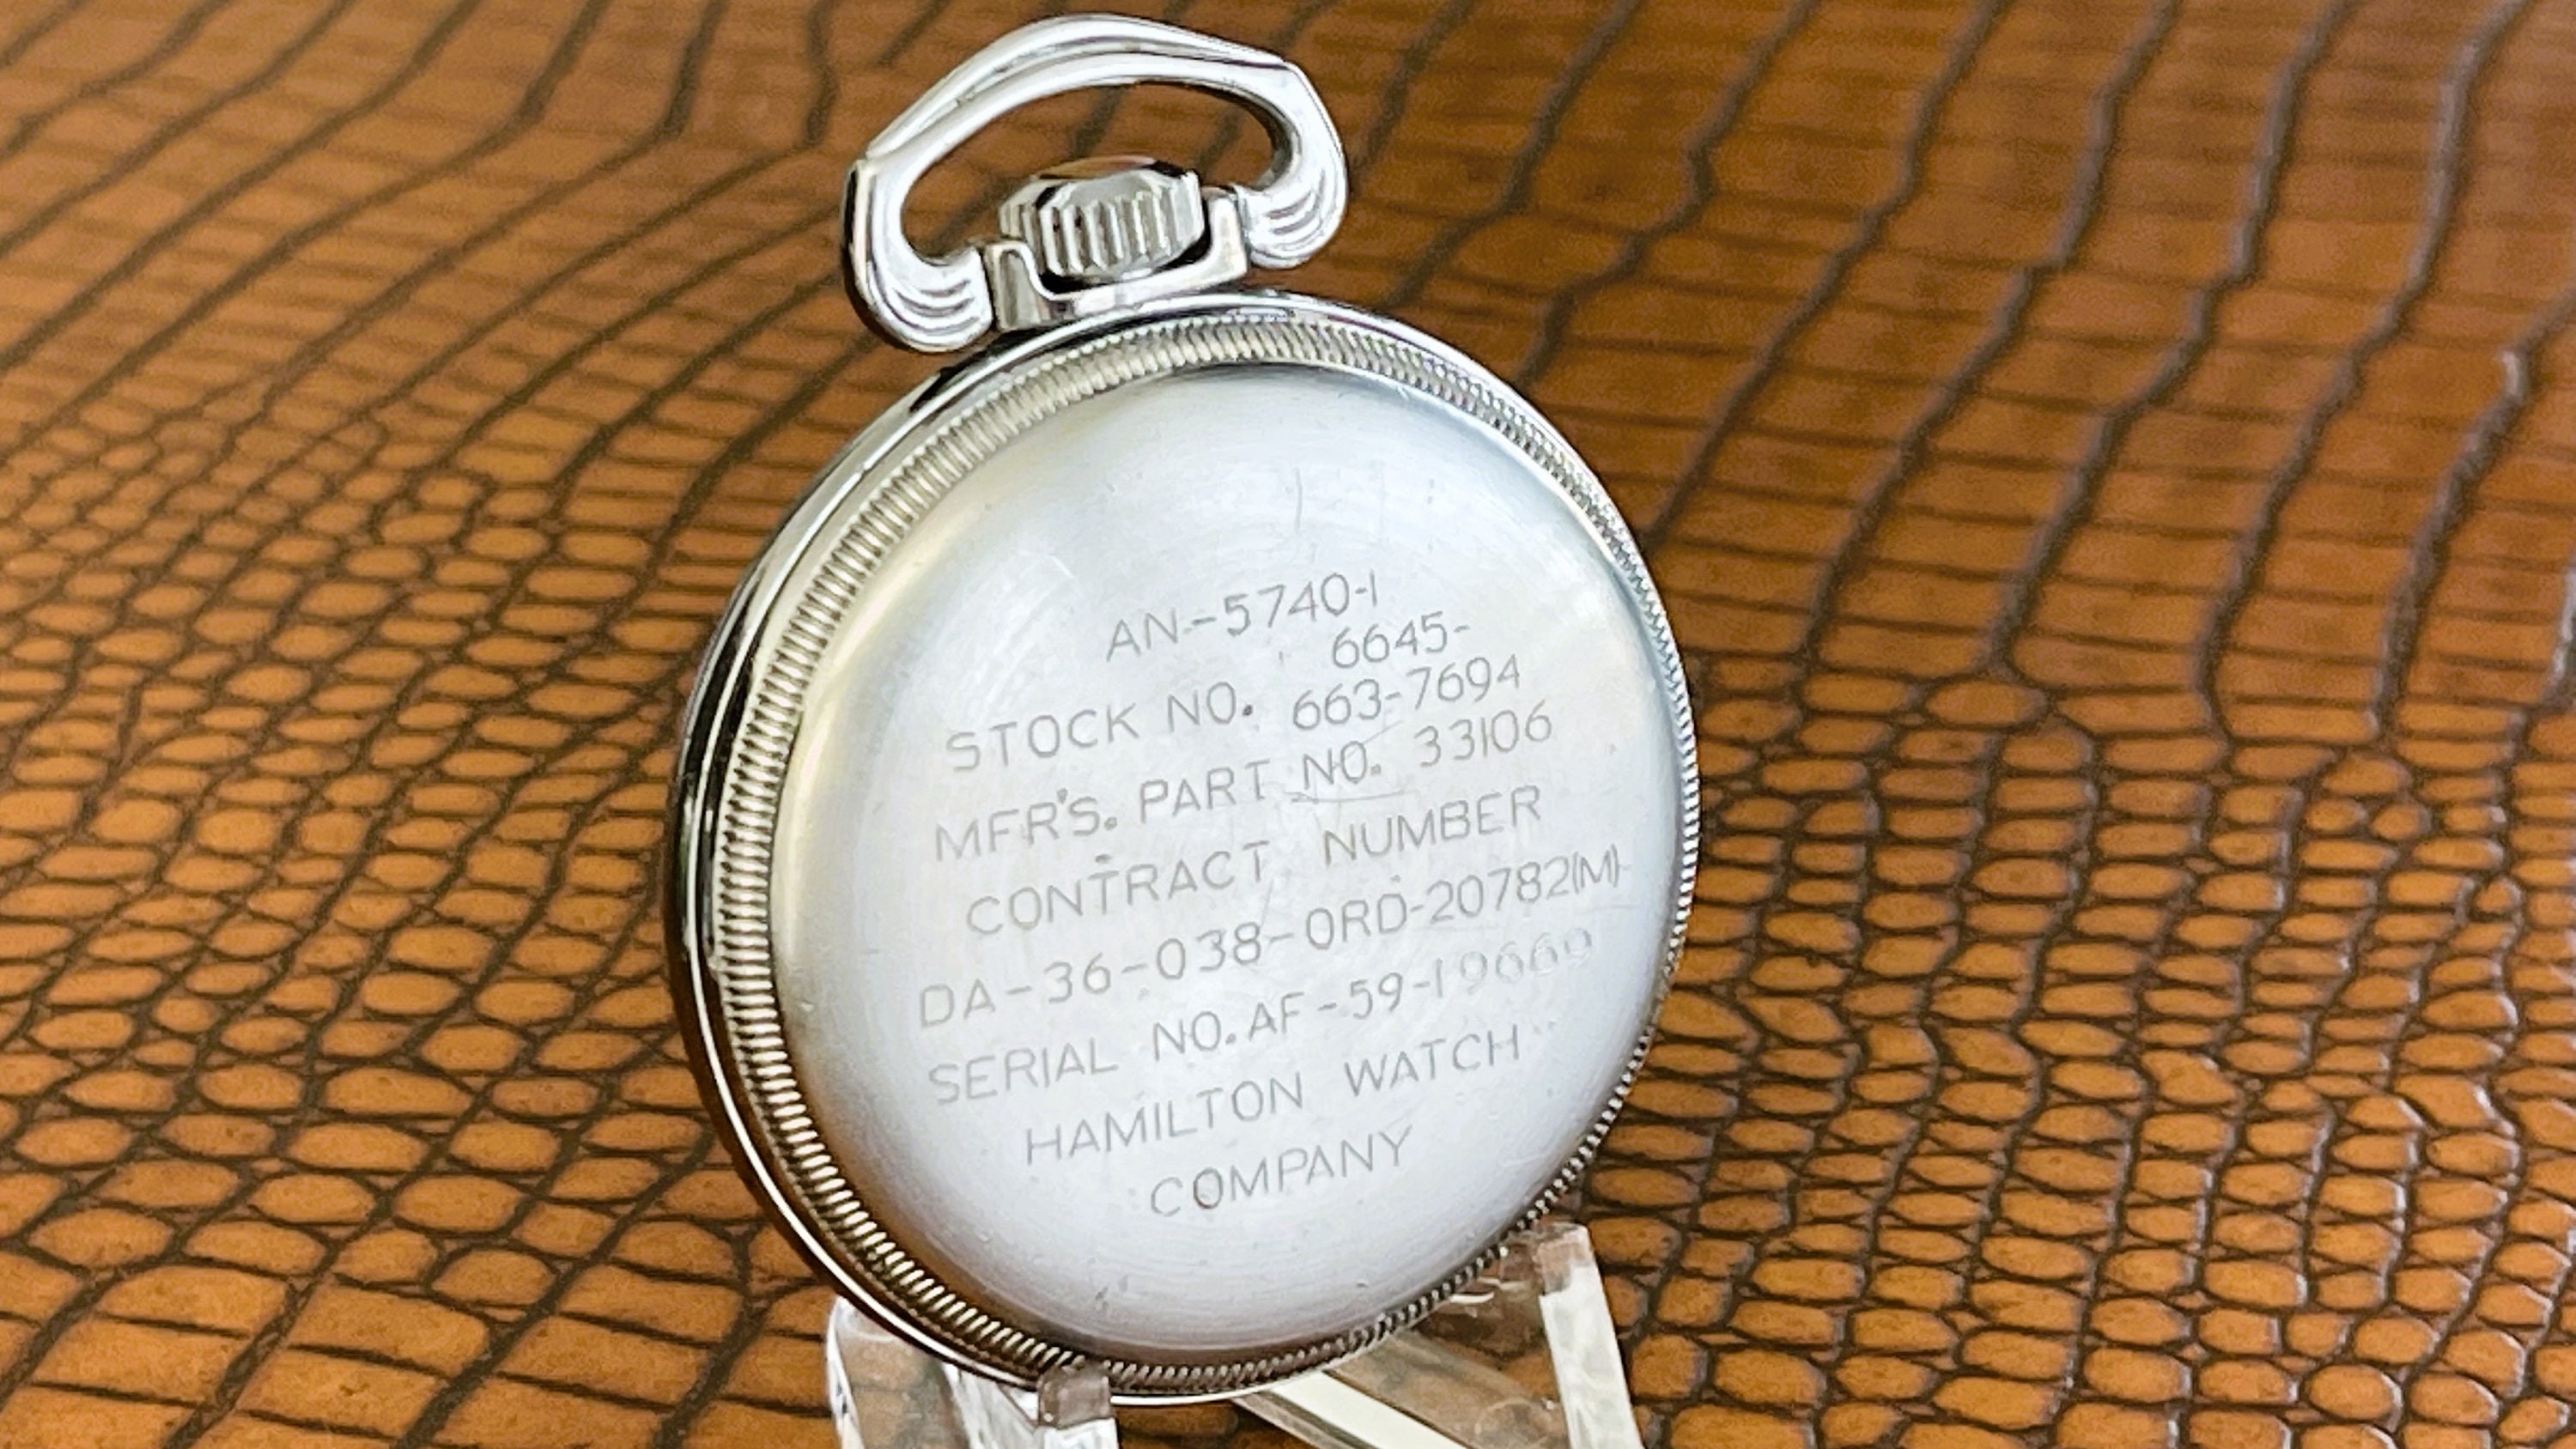 AN-5740-1
6645-
STOCK NO. 663-7694
MFR'S. PART NO. 33106
CONTRACT NUMBER
DA-36-038-ORD-20782(M)
SERIAL NO. AF-59-19669
HAMILTON WATCH
COMPANY